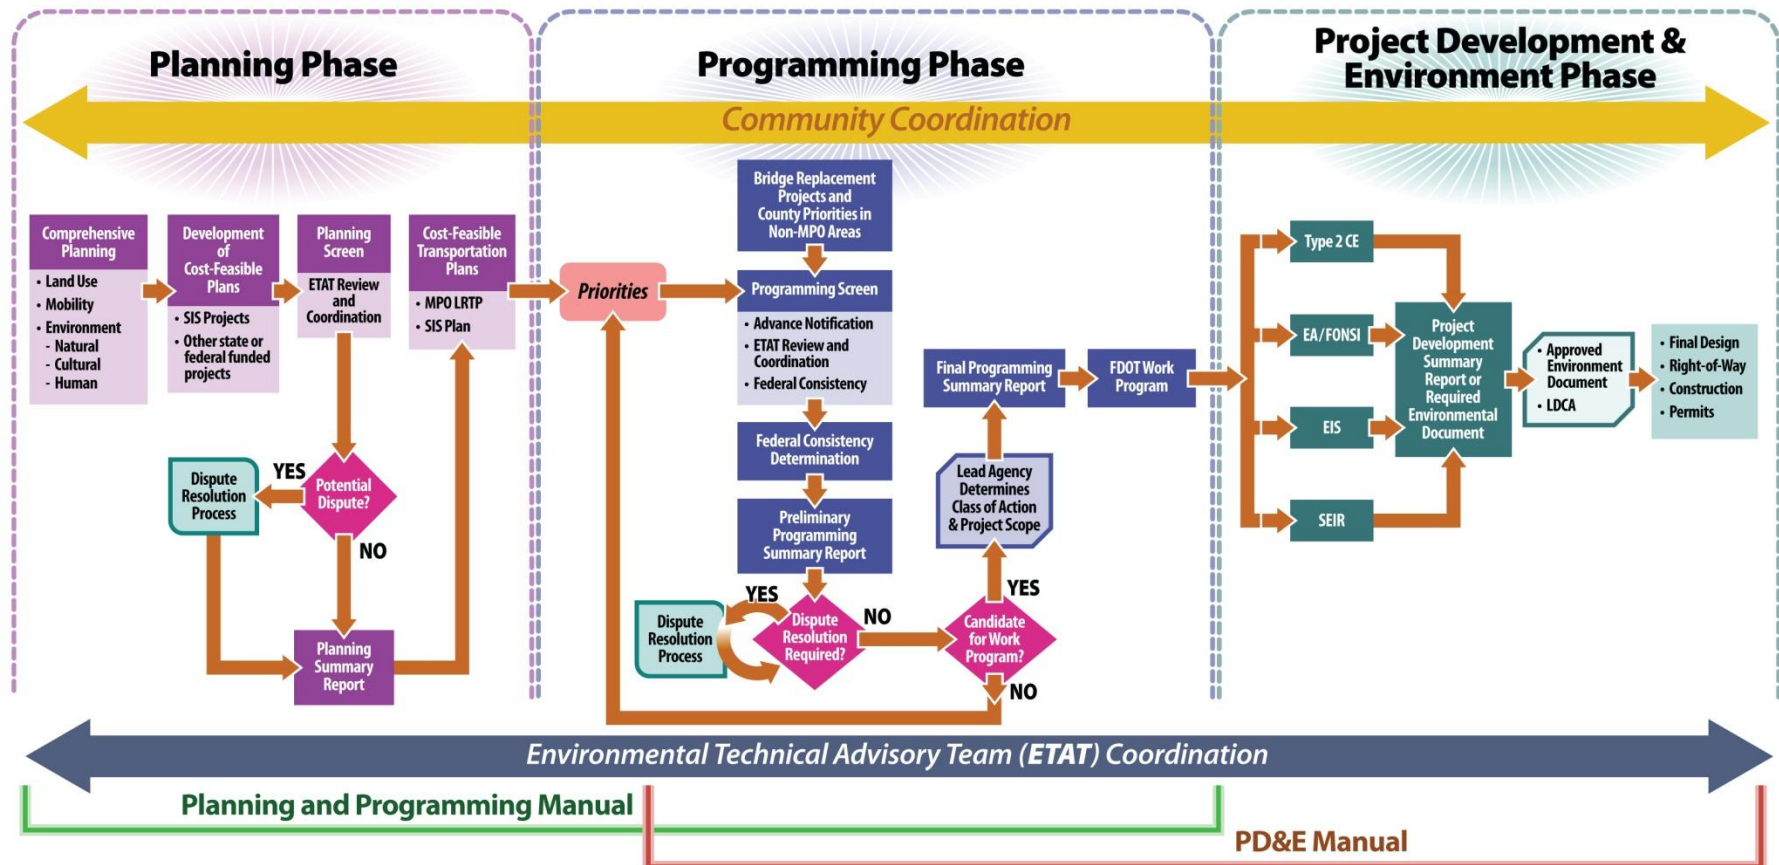 Planning Phase
Programming Phase
Project Development &
Environment Phase
Community Coordination
Comprehensive
Planning
• Land Use
• Mobility
• Environment
- Natural
- Cultural
- Human
Development
of
Cost-Feasible
Plans
• SIS Projects
• Other state or
federal funded
projects
Planning
Screen
ETAT Review
and
Coordination
Cost-Feasible
Transportation
Plans
• MPO LRTP
• SIS Plan
Potential
Dispute?
YES
NO
Dispute
Resolution
Process
Planning
Summary
Report
Priorities
Bridge Replacement
Projects and
County Priorities in
Non-MPO Areas
Programming Screen
• Advance Notification
• ETAT Review and
Coordination
• Federal Consistency
Federal Consistency
Determination
Preliminary
Programming
Summary Report
Dispute
Resolution
Required?
YES
NO
Dispute
Resolution
Process
Candidate
for Work
Program?
YES
NO
Lead Agency
Determines
Class of Action
& Project Scope
Final Programming
Summary Report
FDOT Work
Program
Type 2 CE
EA/FONSI
EIS
SEIR
Project
Development
Summary
Report or
Required
Environmental
Document
• Approved
Environment
Document
• LDCA
• Final Design
• Right-of-Way
• Construction
• Permits
Environmental Technical Advisory Team (ETAT) Coordination
Planning and Programming Manual
PD&E Manual